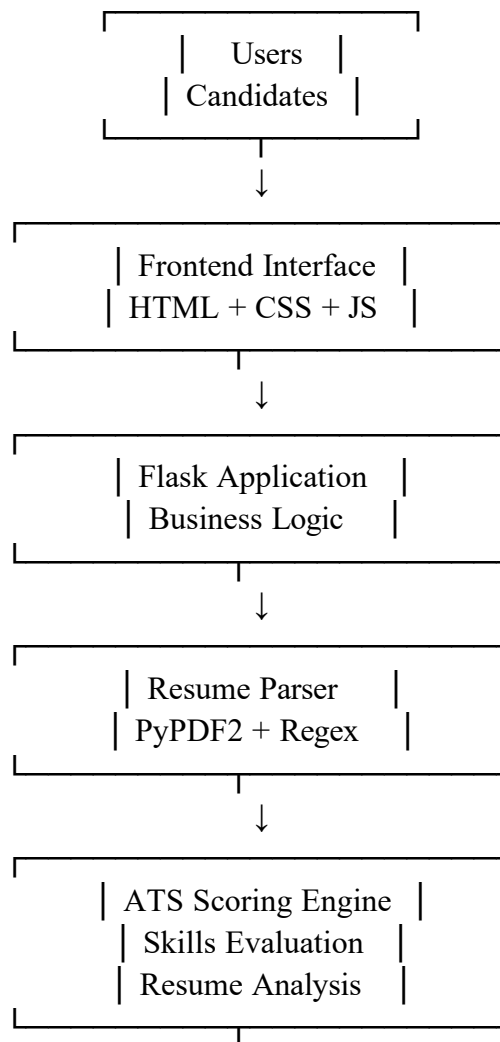 Users
Candidates
↓
Frontend Interface
HTML + CSS + JS
↓
Flask Application
Business Logic
↓
Resume Parser
PyPDF2 + Regex
↓
ATS Scoring Engine
Skills Evaluation
Resume Analysis